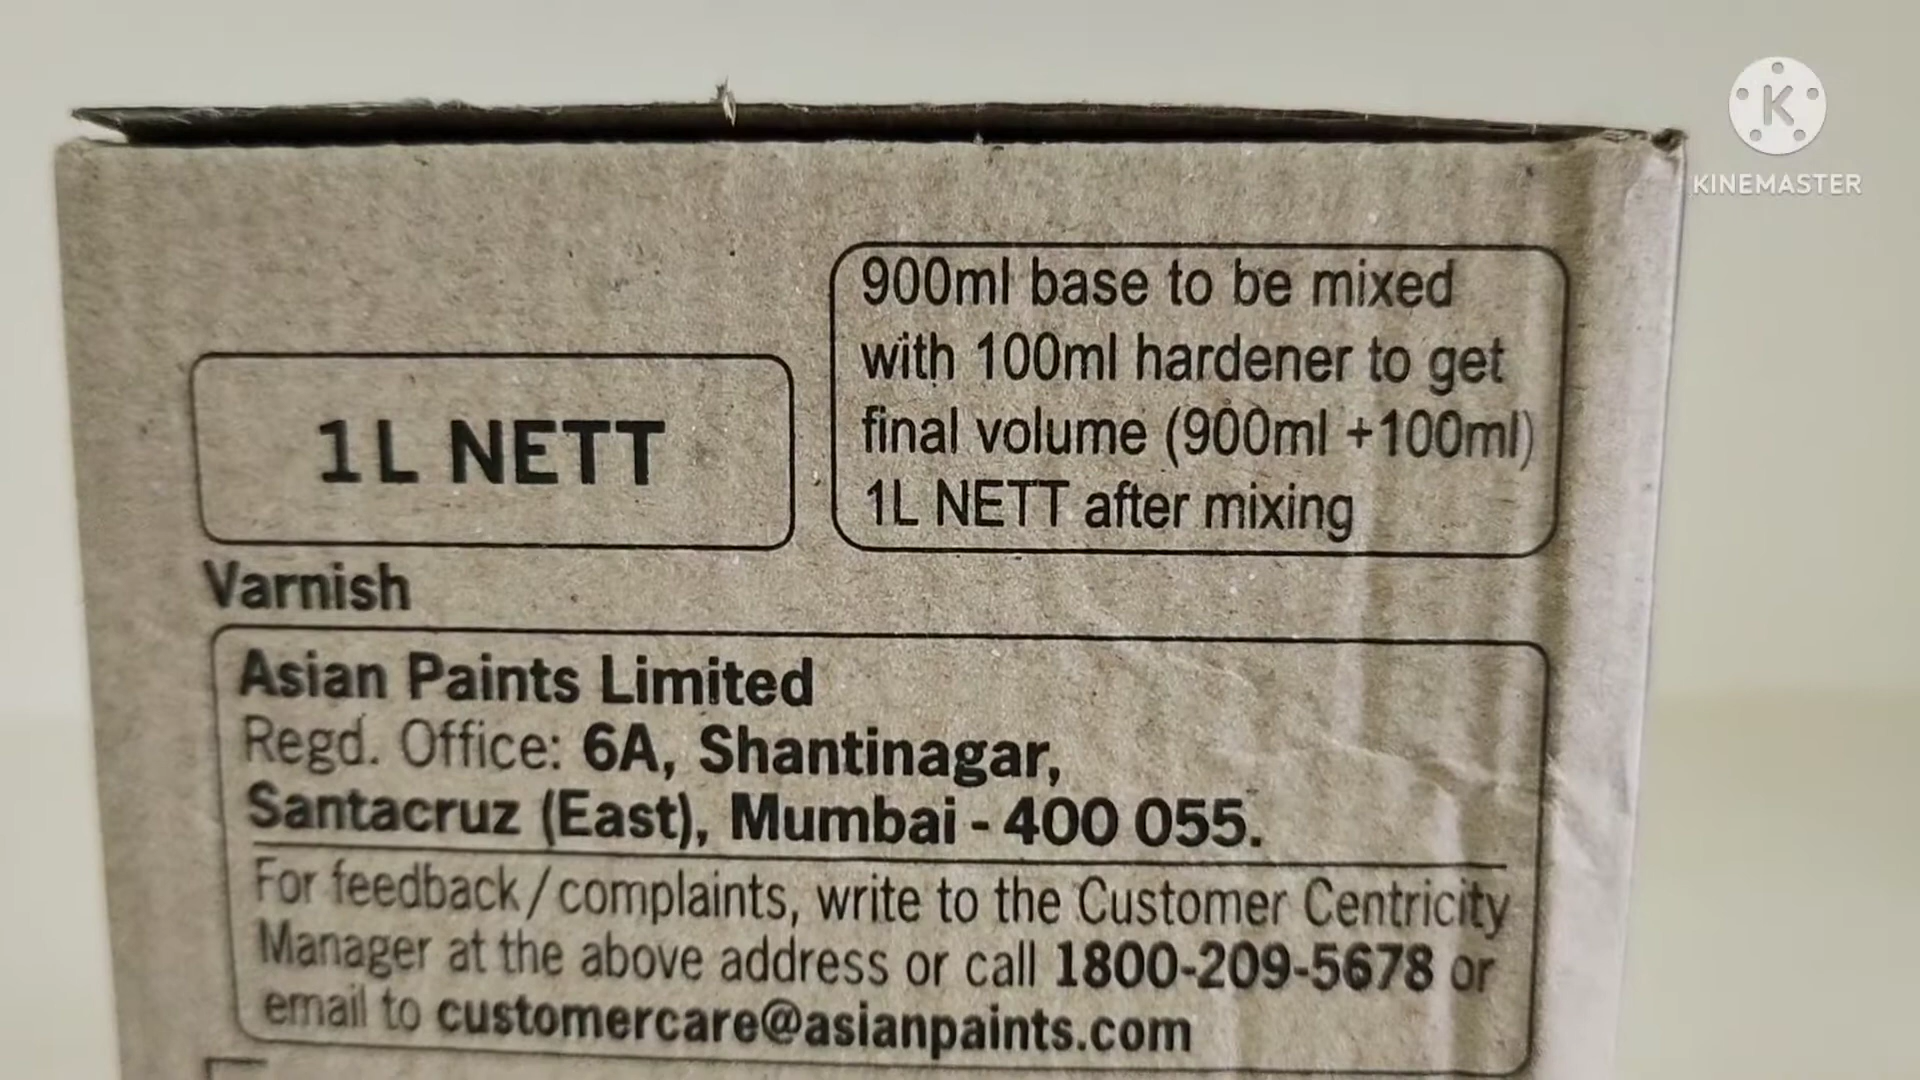 K
KINEMASTER
900ml base to be mixed
with 100ml hardener to get
final volume (900ml +100ml)
1L NETT after mixing
1L NETT
Varnish
Asian Paints Limited
Regd. Office: 6A, Shantinagar,
Santacruz (East), Mumbai - 400 055.
For feedback/complaints, write to the Customer Centricity
Manager at the above address or call 1800-209-5678 or
email to customercare@asianpaints.com